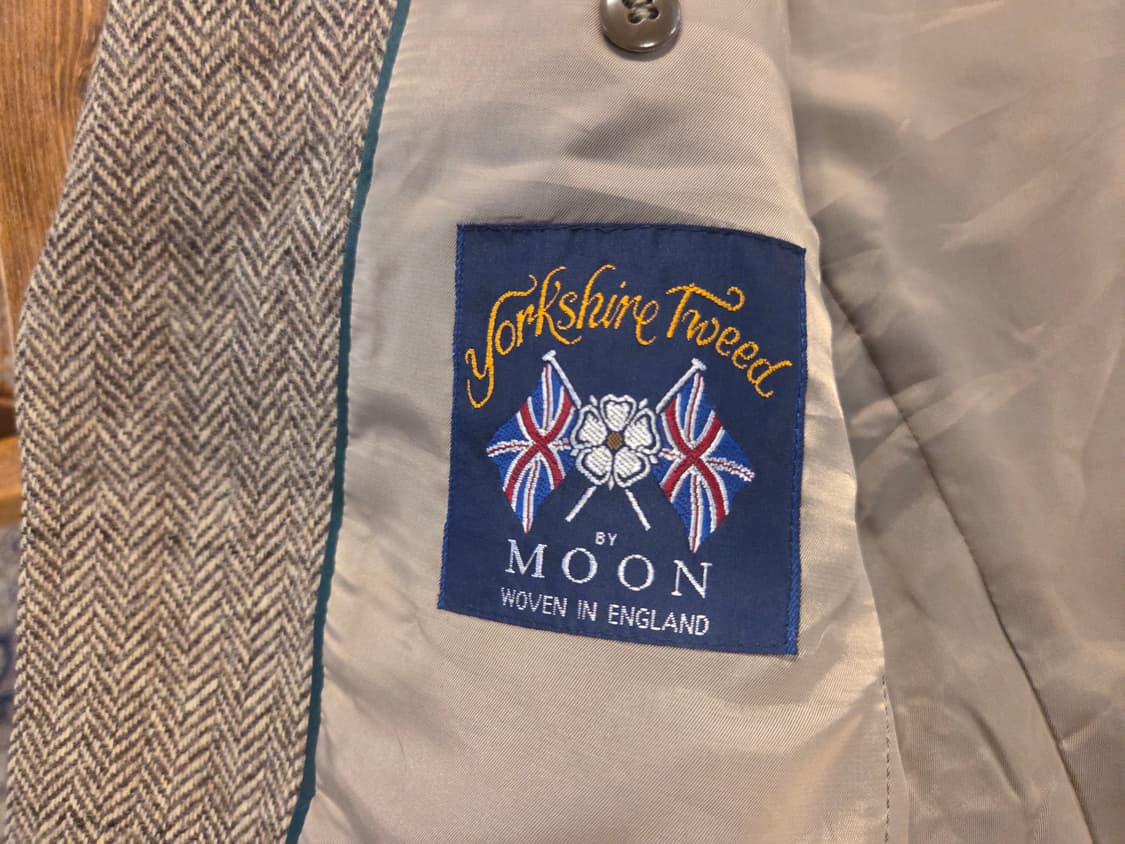 Yorkshire Tweed
BY
MOON
WOVEN IN ENGLAND